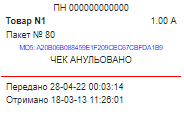 ПН 000000000000
Товар N1 1.00 А
Пакет № 80
MD5: A20B06B088459E1F209CEC67CBFDA1B9
ЧЕК АНУЛЬОВАНО
Передано 28-04-22 00:03:14
Отримано 18-03-13 11:26:01